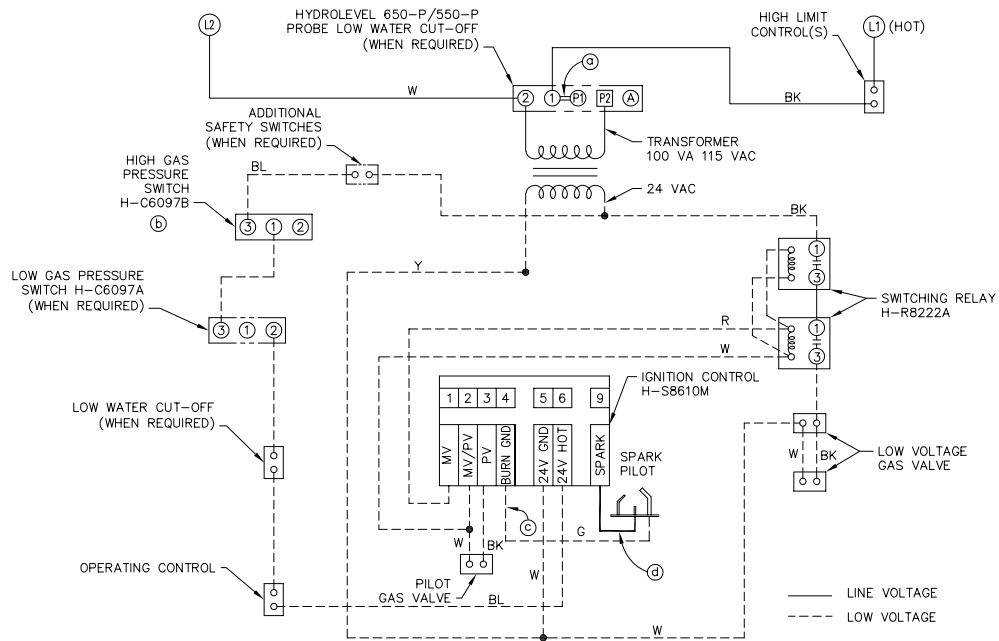 L2
HYDROLEVEL 650-P/550-P
PROBE LOW WATER CUT-OFF
(WHEN REQUIRED)
HIGH LIMIT
CONTROL(S)
L1
(HOT)
a
W
2
1
P1
P2
A
BK
ADDITIONAL
SAFETY SWITCHES
(WHEN REQUIRED)
TRANSFORMER
100 VA 115 VAC
HIGH GAS
PRESSURE
SWITCH
H-C6097B
b
BL
24 VAC
BK
3
1
2
1
3
Y
LOW GAS PRESSURE
SWITCH H-C6097A
(WHEN REQUIRED)
SWITCHING RELAY
H-R8222A
3
1
2
R
1
W
3
IGNITION CONTROL
H-S8610M
1
2
3
4
5
6
9
LOW WATER CUT-OFF
(WHEN REQUIRED)
MV
MV/PV
PV
BURN GND
24V GND
24V HOT
SPARK
SPARK
PILOT
W
BK
LOW VOLTAGE
GAS VALVE
c
G
d
W
BK
W
OPERATING CONTROL
PILOT
GAS VALVE
BL
LINE VOLTAGE
LOW VOLTAGE
W